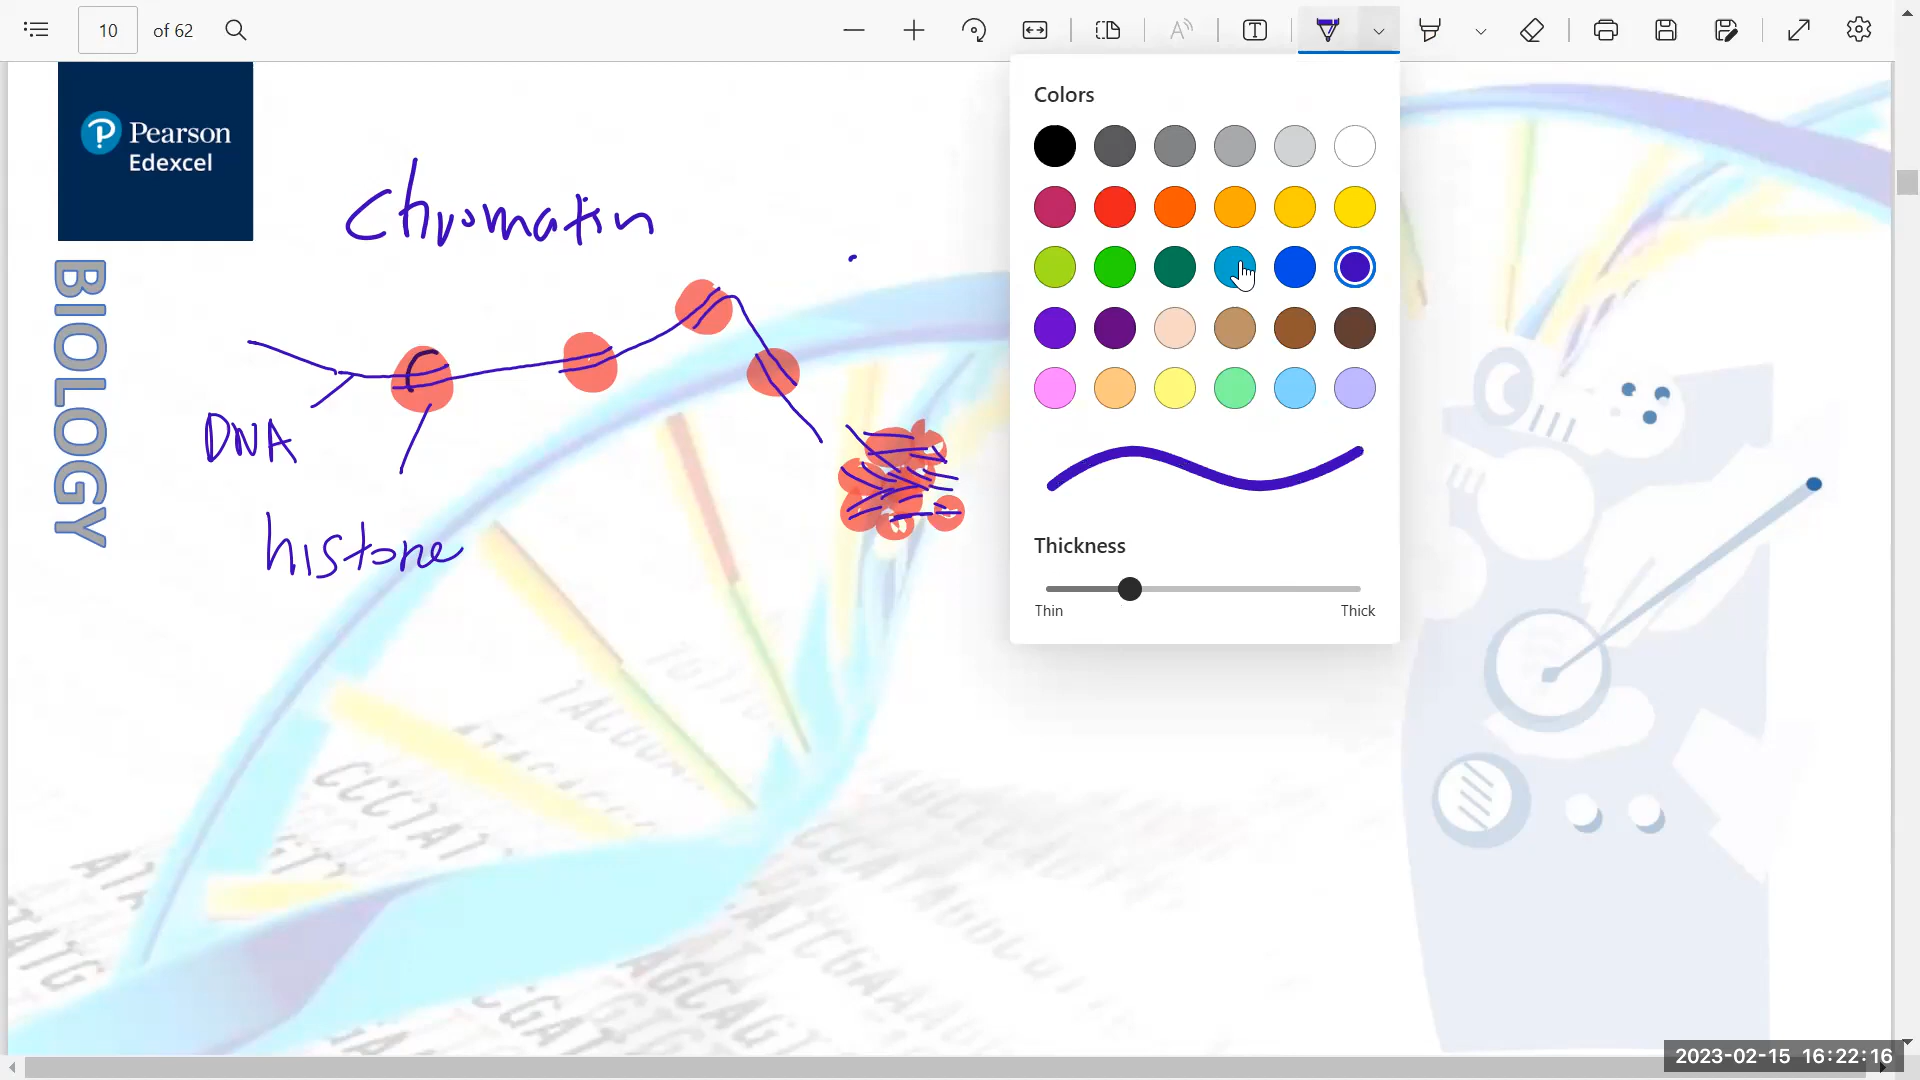 10 of 62
Pearson
Edexcel
BIOLOGY
Chromatin
DNA
histone
Colors
Thickness
Thin Thick
2023-02-15 16:22:16